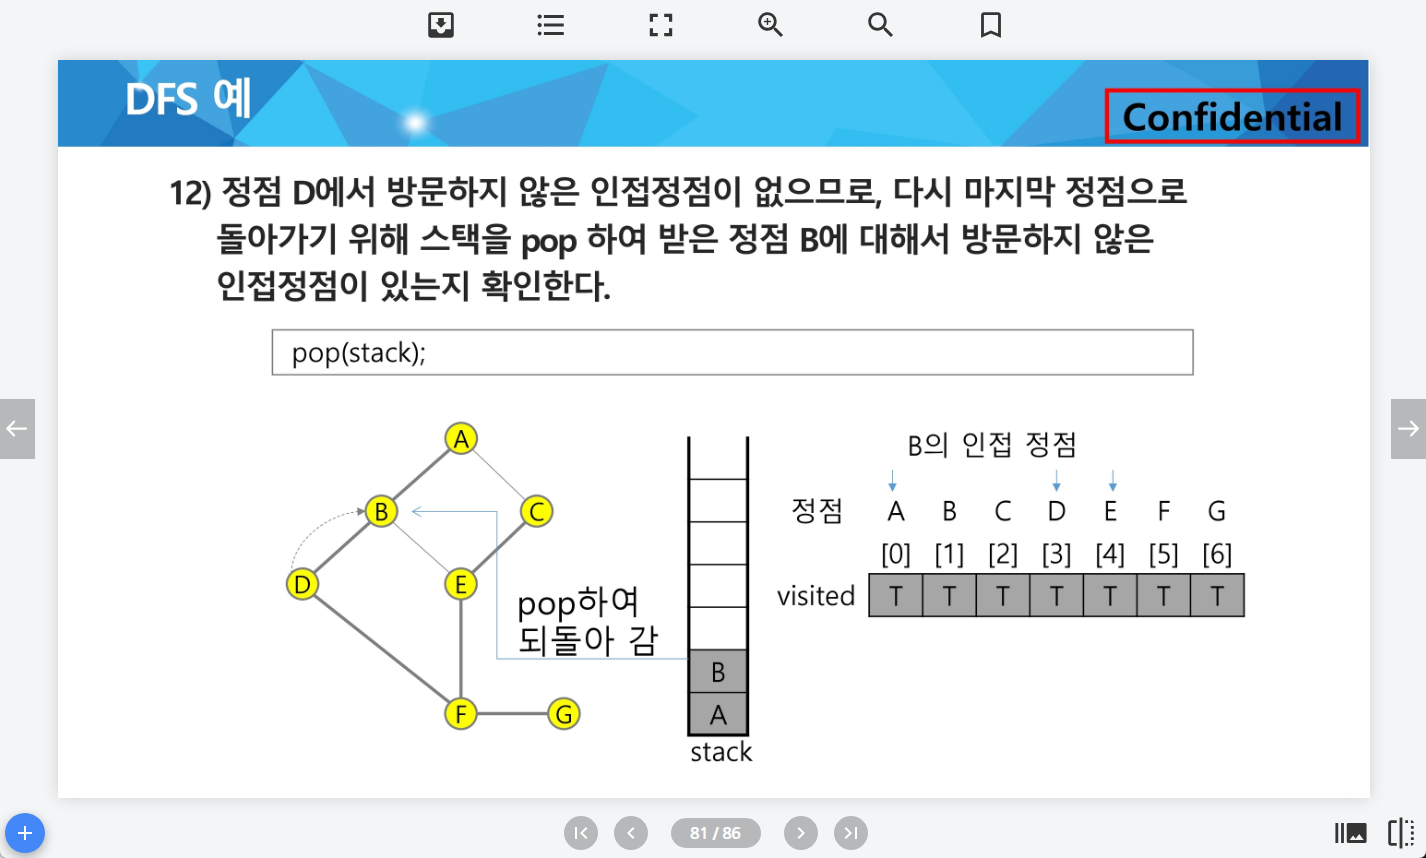 DFS 예
Confidential
12) 정점 D에서 방문하지 않은 인접정점이 없으므로, 다시 마지막 정점으로
돌아가기 위해 스택을 pop 하여 받은 정점 B에 대해서 방문하지 않은
인접정점이 있는지 확인한다.
pop(stack);
A
B
C
D
E
F
G
pop하여
되돌아 감
B
A
stack
B의 인접 정점
정점 A B C D E F G
[0] [1] [2] [3] [4] [5] [6]
visited T T T T T T T
81 / 86